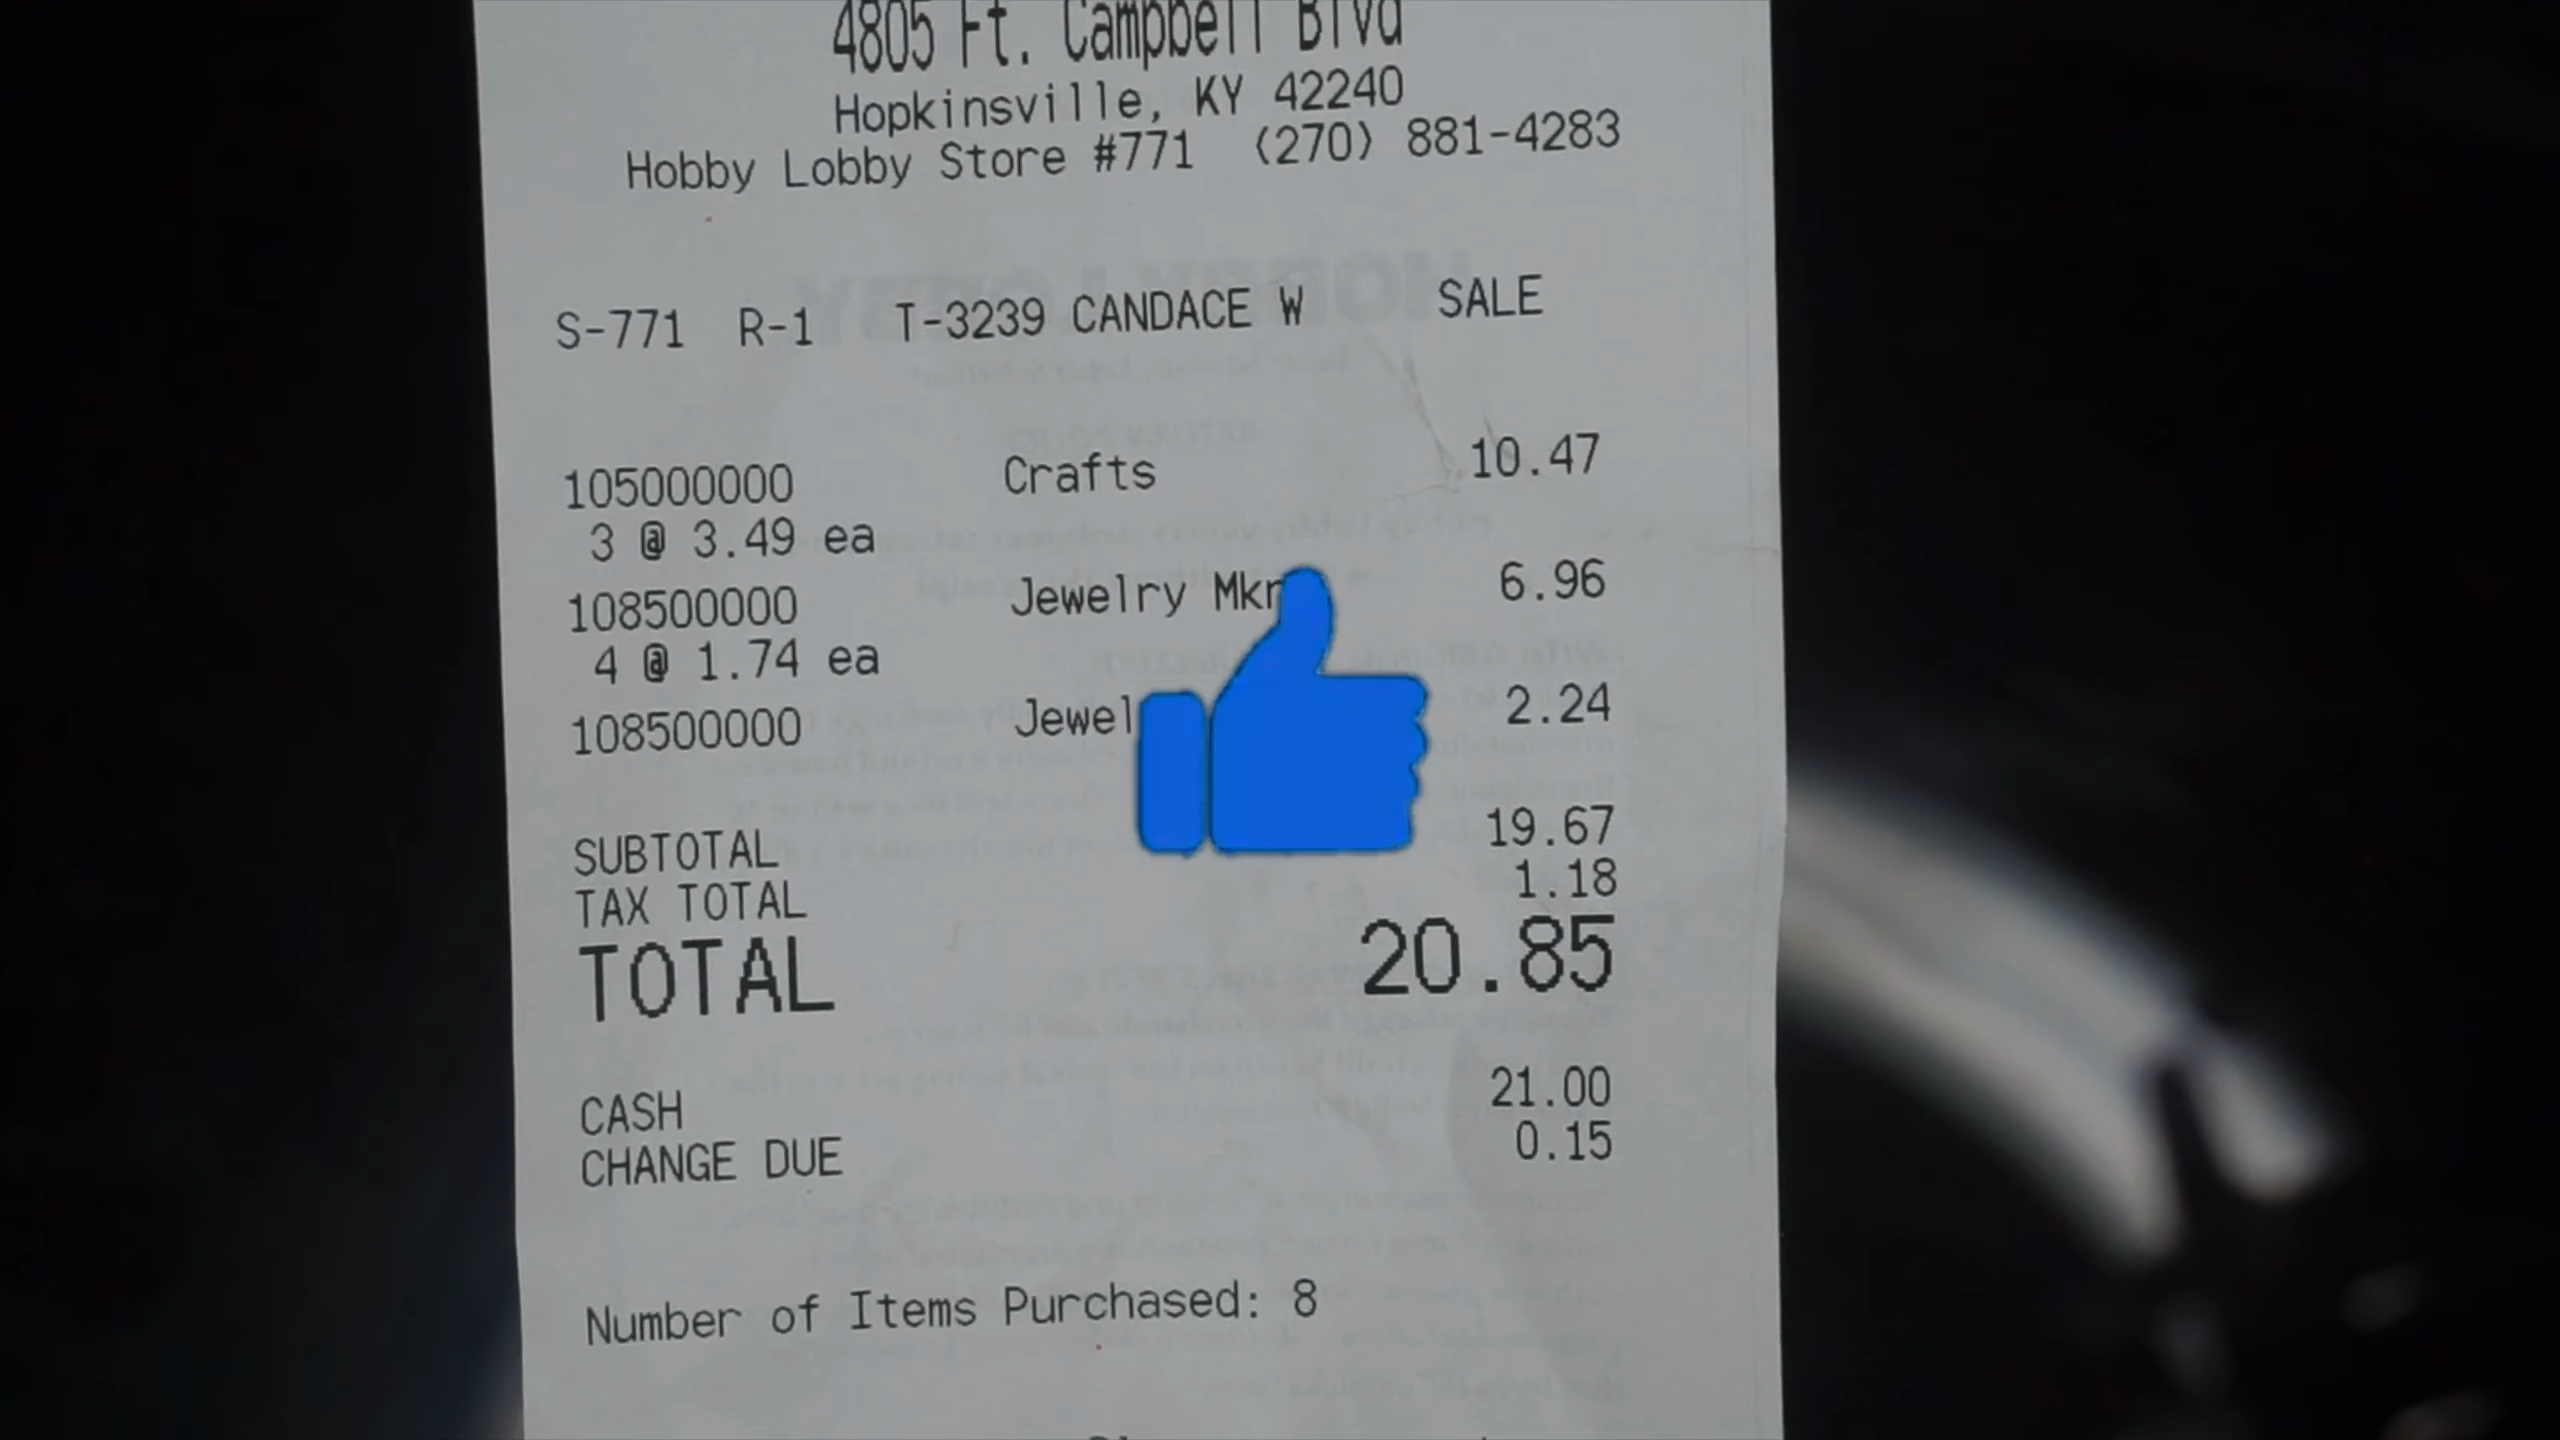 4805 Ft. Campbell Blvd
Hopkinsville, KY 42240
Hobby Lobby Store #771 (270) 881-4283
S-771 R-1 T-3239 CANDACE W SALE
105000000 Crafts 10.47
3 @ 3.49 ea
108500000 Jewelry 6.96
4 @ 1.74 ea
108500000 2.24
SUBTOTAL 19.67
TAX TOTAL 1.18
TOTAL 20.85
CASH 21.00
CHANGE DUE 0.15
Number of Items Purchased: 8